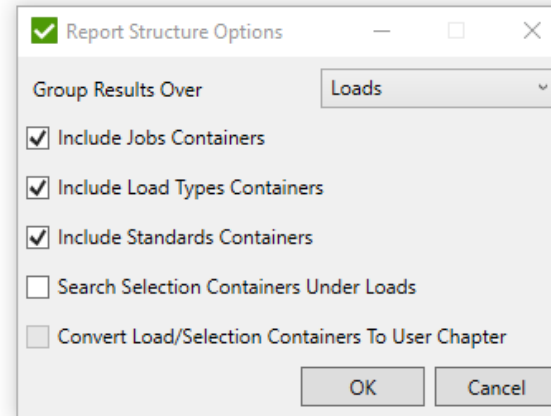 Report Structure Options
Group Results Over Loads
Include Jobs Containers
Include Load Types Containers
Include Standards Containers
Search Selection Containers Under Loads
Convert Load/Selection Containers To User Chapter
OK Cancel